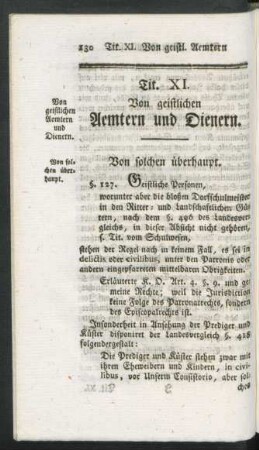 230 Tit. XI. Von geistl. Aemtern
Tit. XI.
Von geistlichen
Aemtern und Dienern.
Von
geistlichen
Aemtern
und
Dienern.
Von solchen überhaupt.
Von sol-
chen über-
haupt.
§. 127. Geistliche Personen,
worunter aber die bloßen Dorfschulmeister
in den Ritter- und Landschaftlichen Gü-
tern, nach dem §. 496 des Landesver-
gleichs, in dieser Absicht nicht gehören,
s. Tit. vom Schulwesen,
stehen der Regel nach in keinem Fall, es sei in
delictis oder civilibus, unter den Patronis oder
andern eingepfarreten mittelbaren Obrigkeiten.
Erläuterte K. O. Art. 4. §. 9. und ge-
meine Rechte; weil die Jurisdiction
keine Folge des Patronatrechts, sondern
des Episcopalrechts ist.
Insonderheit in Ansehung der Prediger und
Küster disponirt der landesvergleich §. 428
folgendergestalt:
Die Prediger und Küster stehen zwar mit
ihren Eheweibern und Kindern, in civi-
libus, vor Unserm Consistorio, aber sol-
ches